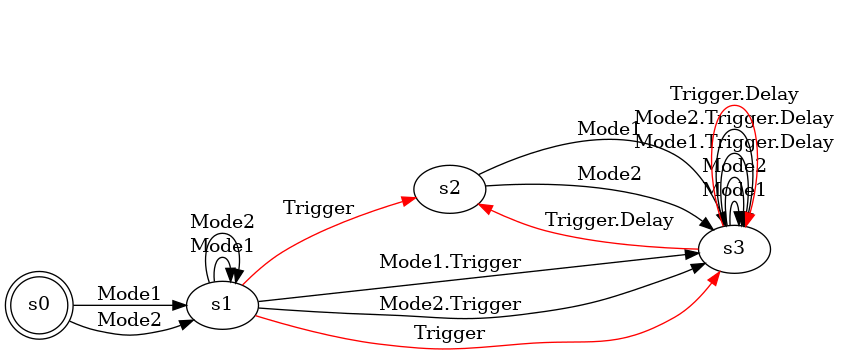 Trigger.Delay
Mode2.Trigger.Delay
Mode1
Mode1.Trigger.Delay
Mode2
Mode2
Mode1
s2
Trigger
Trigger.Delay
Mode2
Mode1
s3
Mode1.Trigger
Mode1
s0
s1
Mode2.Trigger
Mode2
Trigger